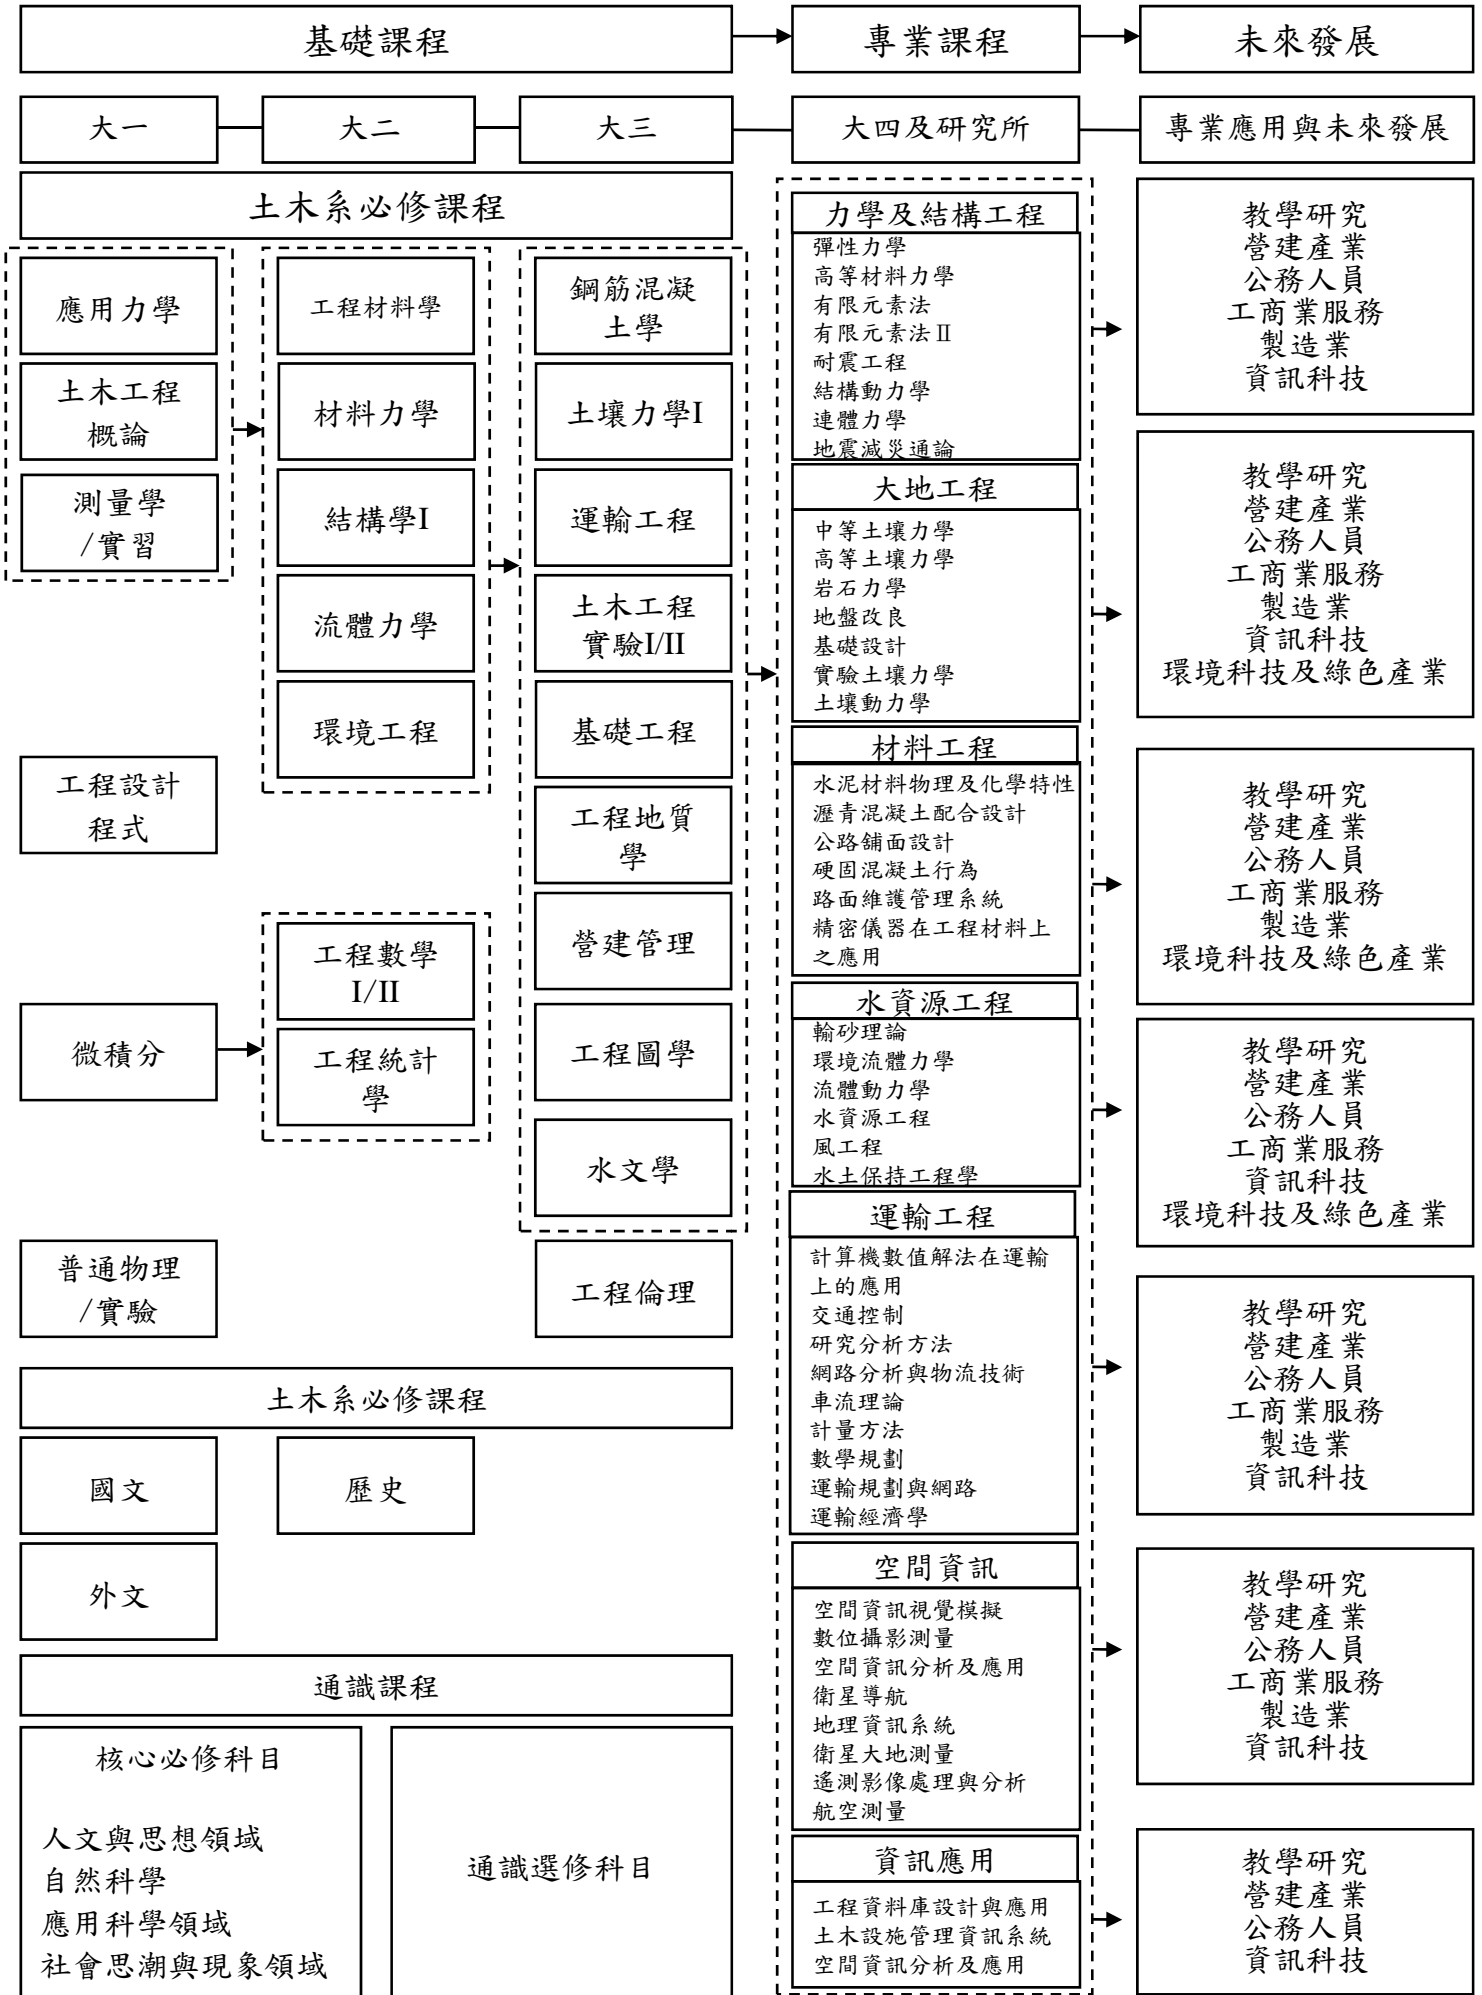 基礎課程
專業課程
未來發展
大一
大二
大三
大四及研究所
專業應用與未來發展
土木系必修課程
應用力學
土木工程
概論
測量學
/實習
工程設計
程式
微積分
普通物理
/實驗
工程材料學
材料力學
結構學I
流體力學
環境工程
工程數學
I/II
工程統計
學
鋼筋混凝
土學
土壤力學I
運輸工程
土木工程
實驗I/II
基礎工程
工程地質
學
營建管理
工程圖學
水文學
工程倫理
土木系必修課程
國文
歷史
外文
通識課程
核心必修科目
人文與思想領域
自然科學
應用科學領域
社會思潮與現象領域
通識選修科目
力學及結構工程
彈性力學
高等材料力學
有限元素法
有限元素法Ⅱ
耐震工程
結構動力學
連體力學
地震減災通論
大地工程
中等土壤力學
高等土壤力學
岩石力學
地盤改良
基礎設計
實驗土壤力學
土壤動力學
材料工程
水泥材料物理及化學特性
瀝青混凝土配合設計
公路舖面設計
硬固混凝土行為
路面維護管理系統
精密儀器在工程材料上
之應用
水資源工程
輸砂理論
環境流體力學
流體動力學
水資源工程
風工程
水土保持工程學
運輸工程
計算機數值解法在運輸
上的應用
交通控制
研究分析方法
網路分析與物流技術
車流理論
計量方法
數學規劃
運輸規劃與網路
運輸經濟學
空間資訊
空間資訊視覺模擬
數位攝影測量
空間資訊分析及應用
衛星導航
地理資訊系統
衛星大地測量
遙測影像處理與分析
航空測量
資訊應用
工程資料庫設計與應用
土木設施管理資訊系統
空間資訊分析及應用
教學研究
營建產業
公務人員
工商業服務
製造業
資訊科技
教學研究
營建產業
公務人員
工商業服務
製造業
資訊科技
環境科技及綠色產業
教學研究
營建產業
公務人員
工商業服務
製造業
環境科技及綠色產業
教學研究
營建產業
公務人員
工商業服務
資訊科技
環境科技及綠色產業
教學研究
營建產業
公務人員
工商業服務
製造業
資訊科技
教學研究
營建產業
公務人員
工商業服務
製造業
資訊科技
教學研究
營建產業
公務人員
資訊科技